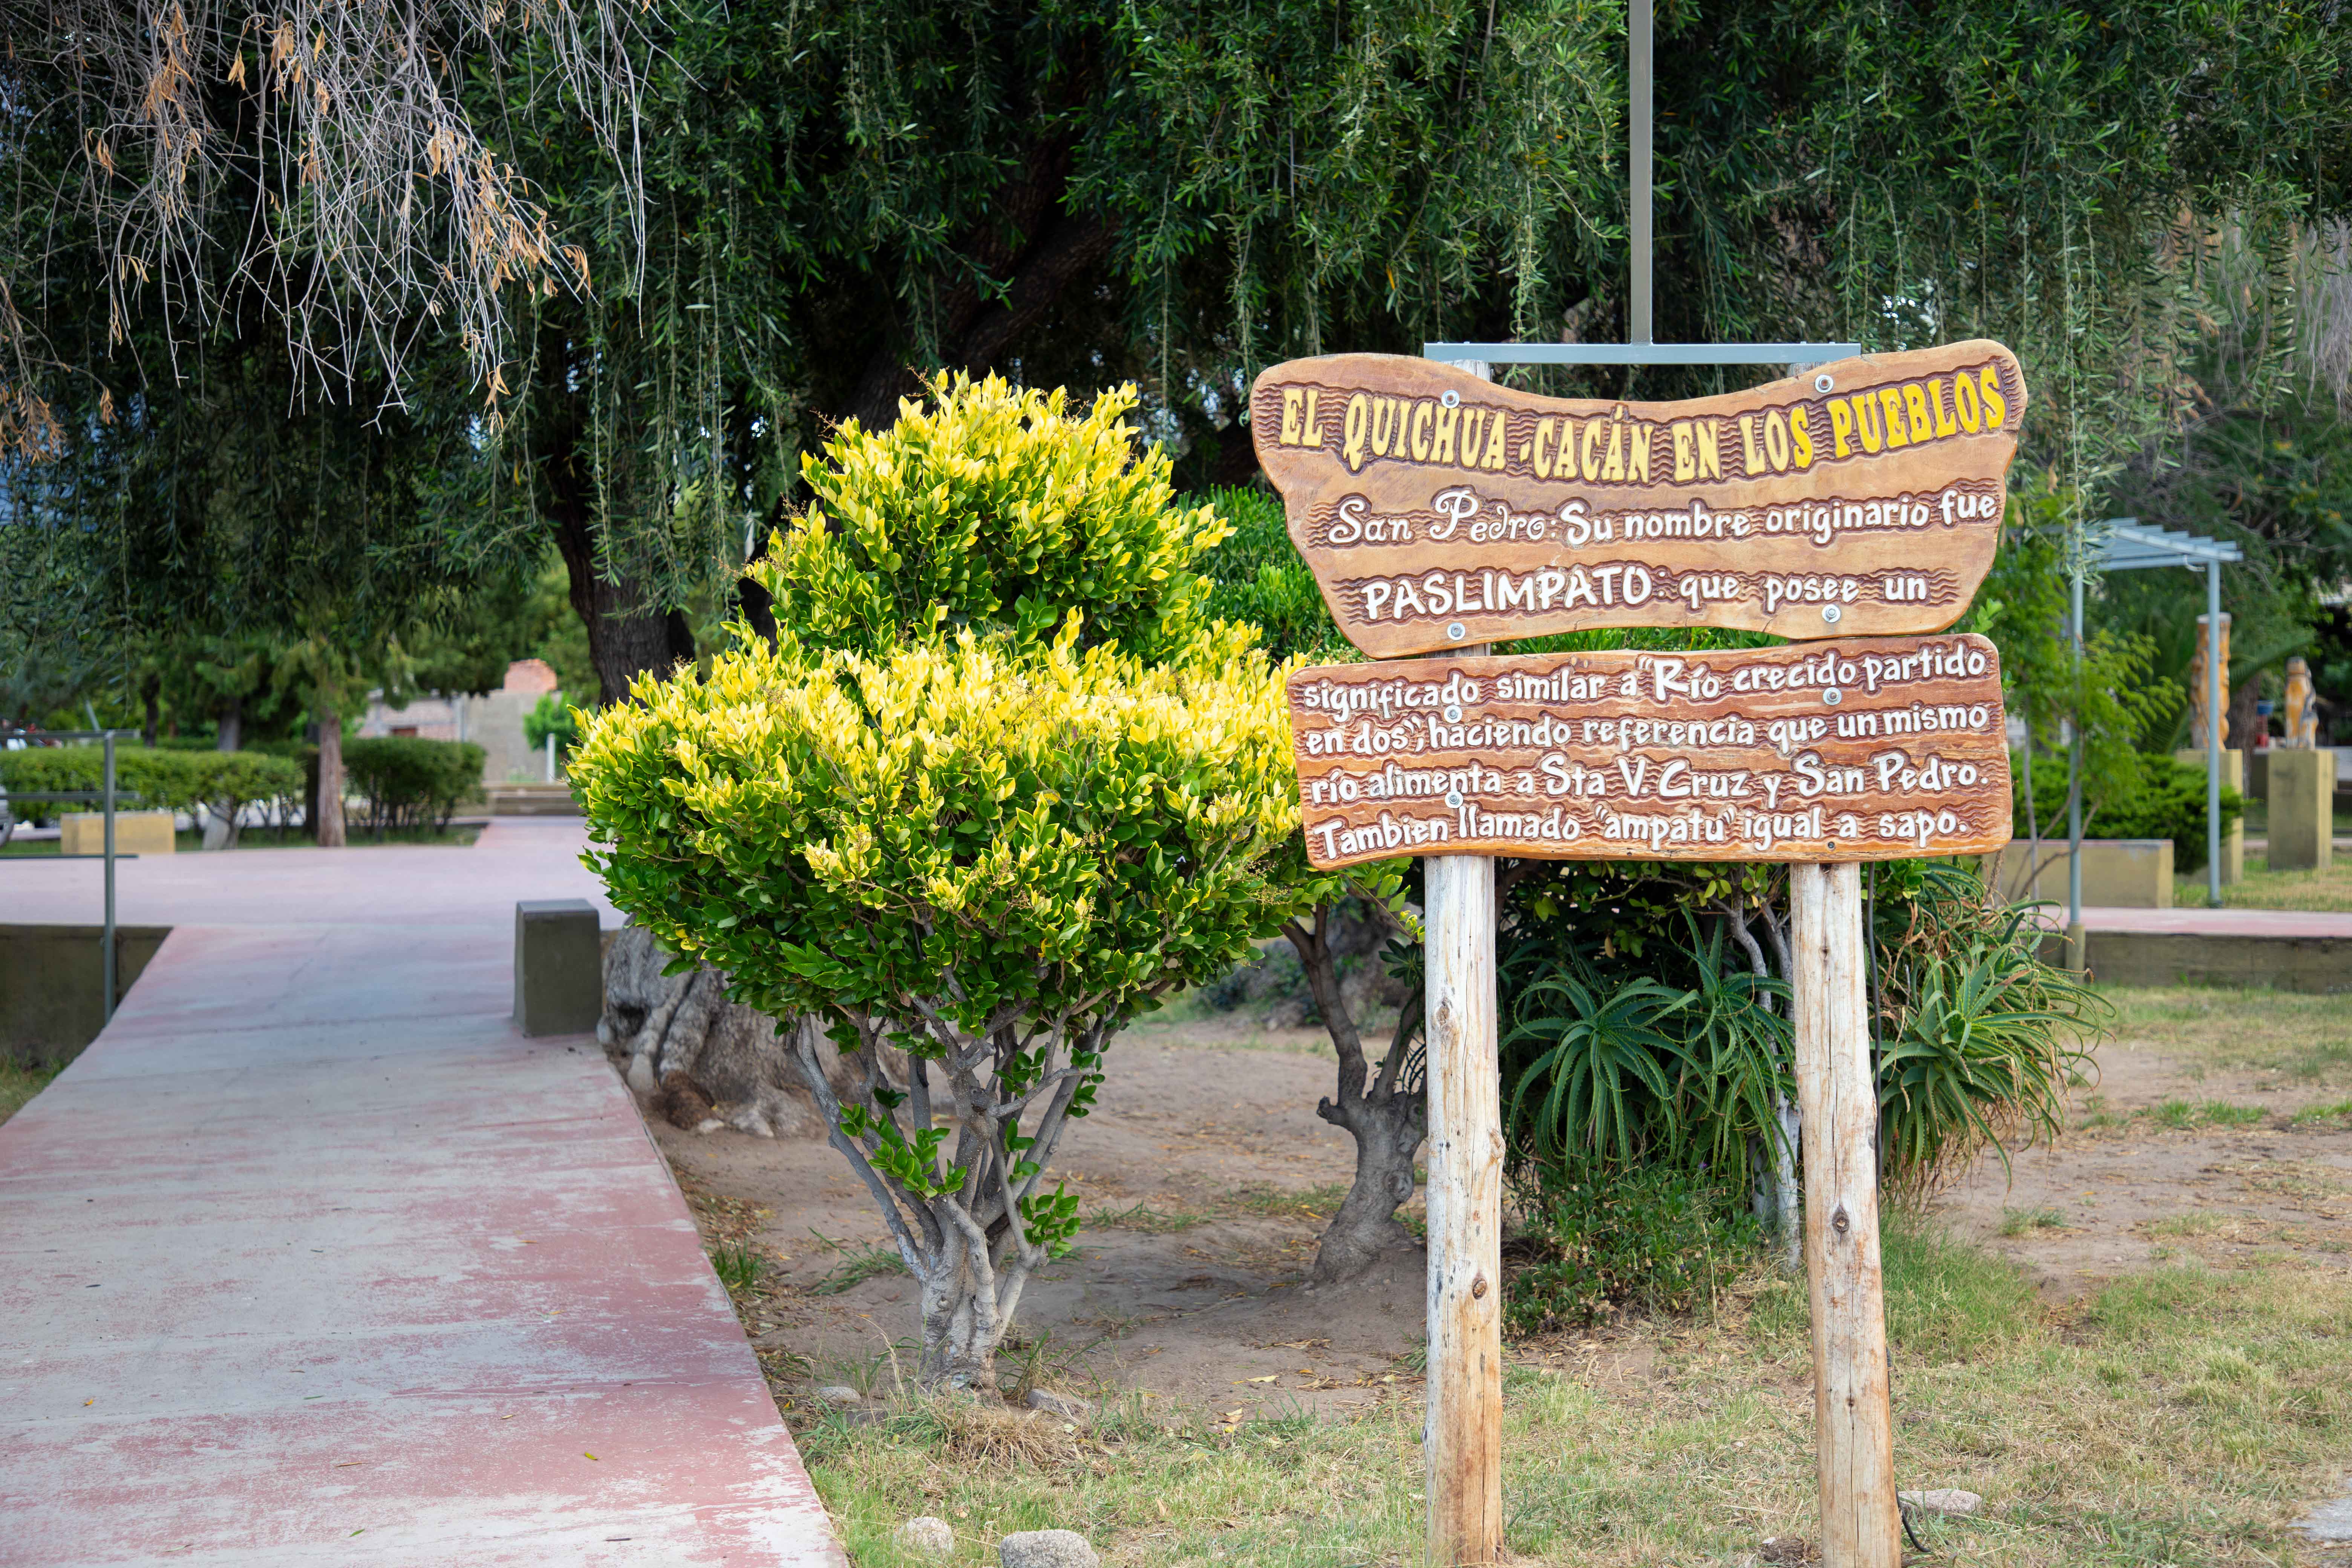 EL QUICHUA-CACÁN EN LOS PUEBLOS
San Pedro: Su nombre originario fue
PASLIMPATO: que posee un
significado similar a "Río crecido partido
en dos", haciendo referencia que un mismo
río alimenta a Sta V. Cruz y San Pedro.
Tambien llamado "ampatu" igual a sapo.